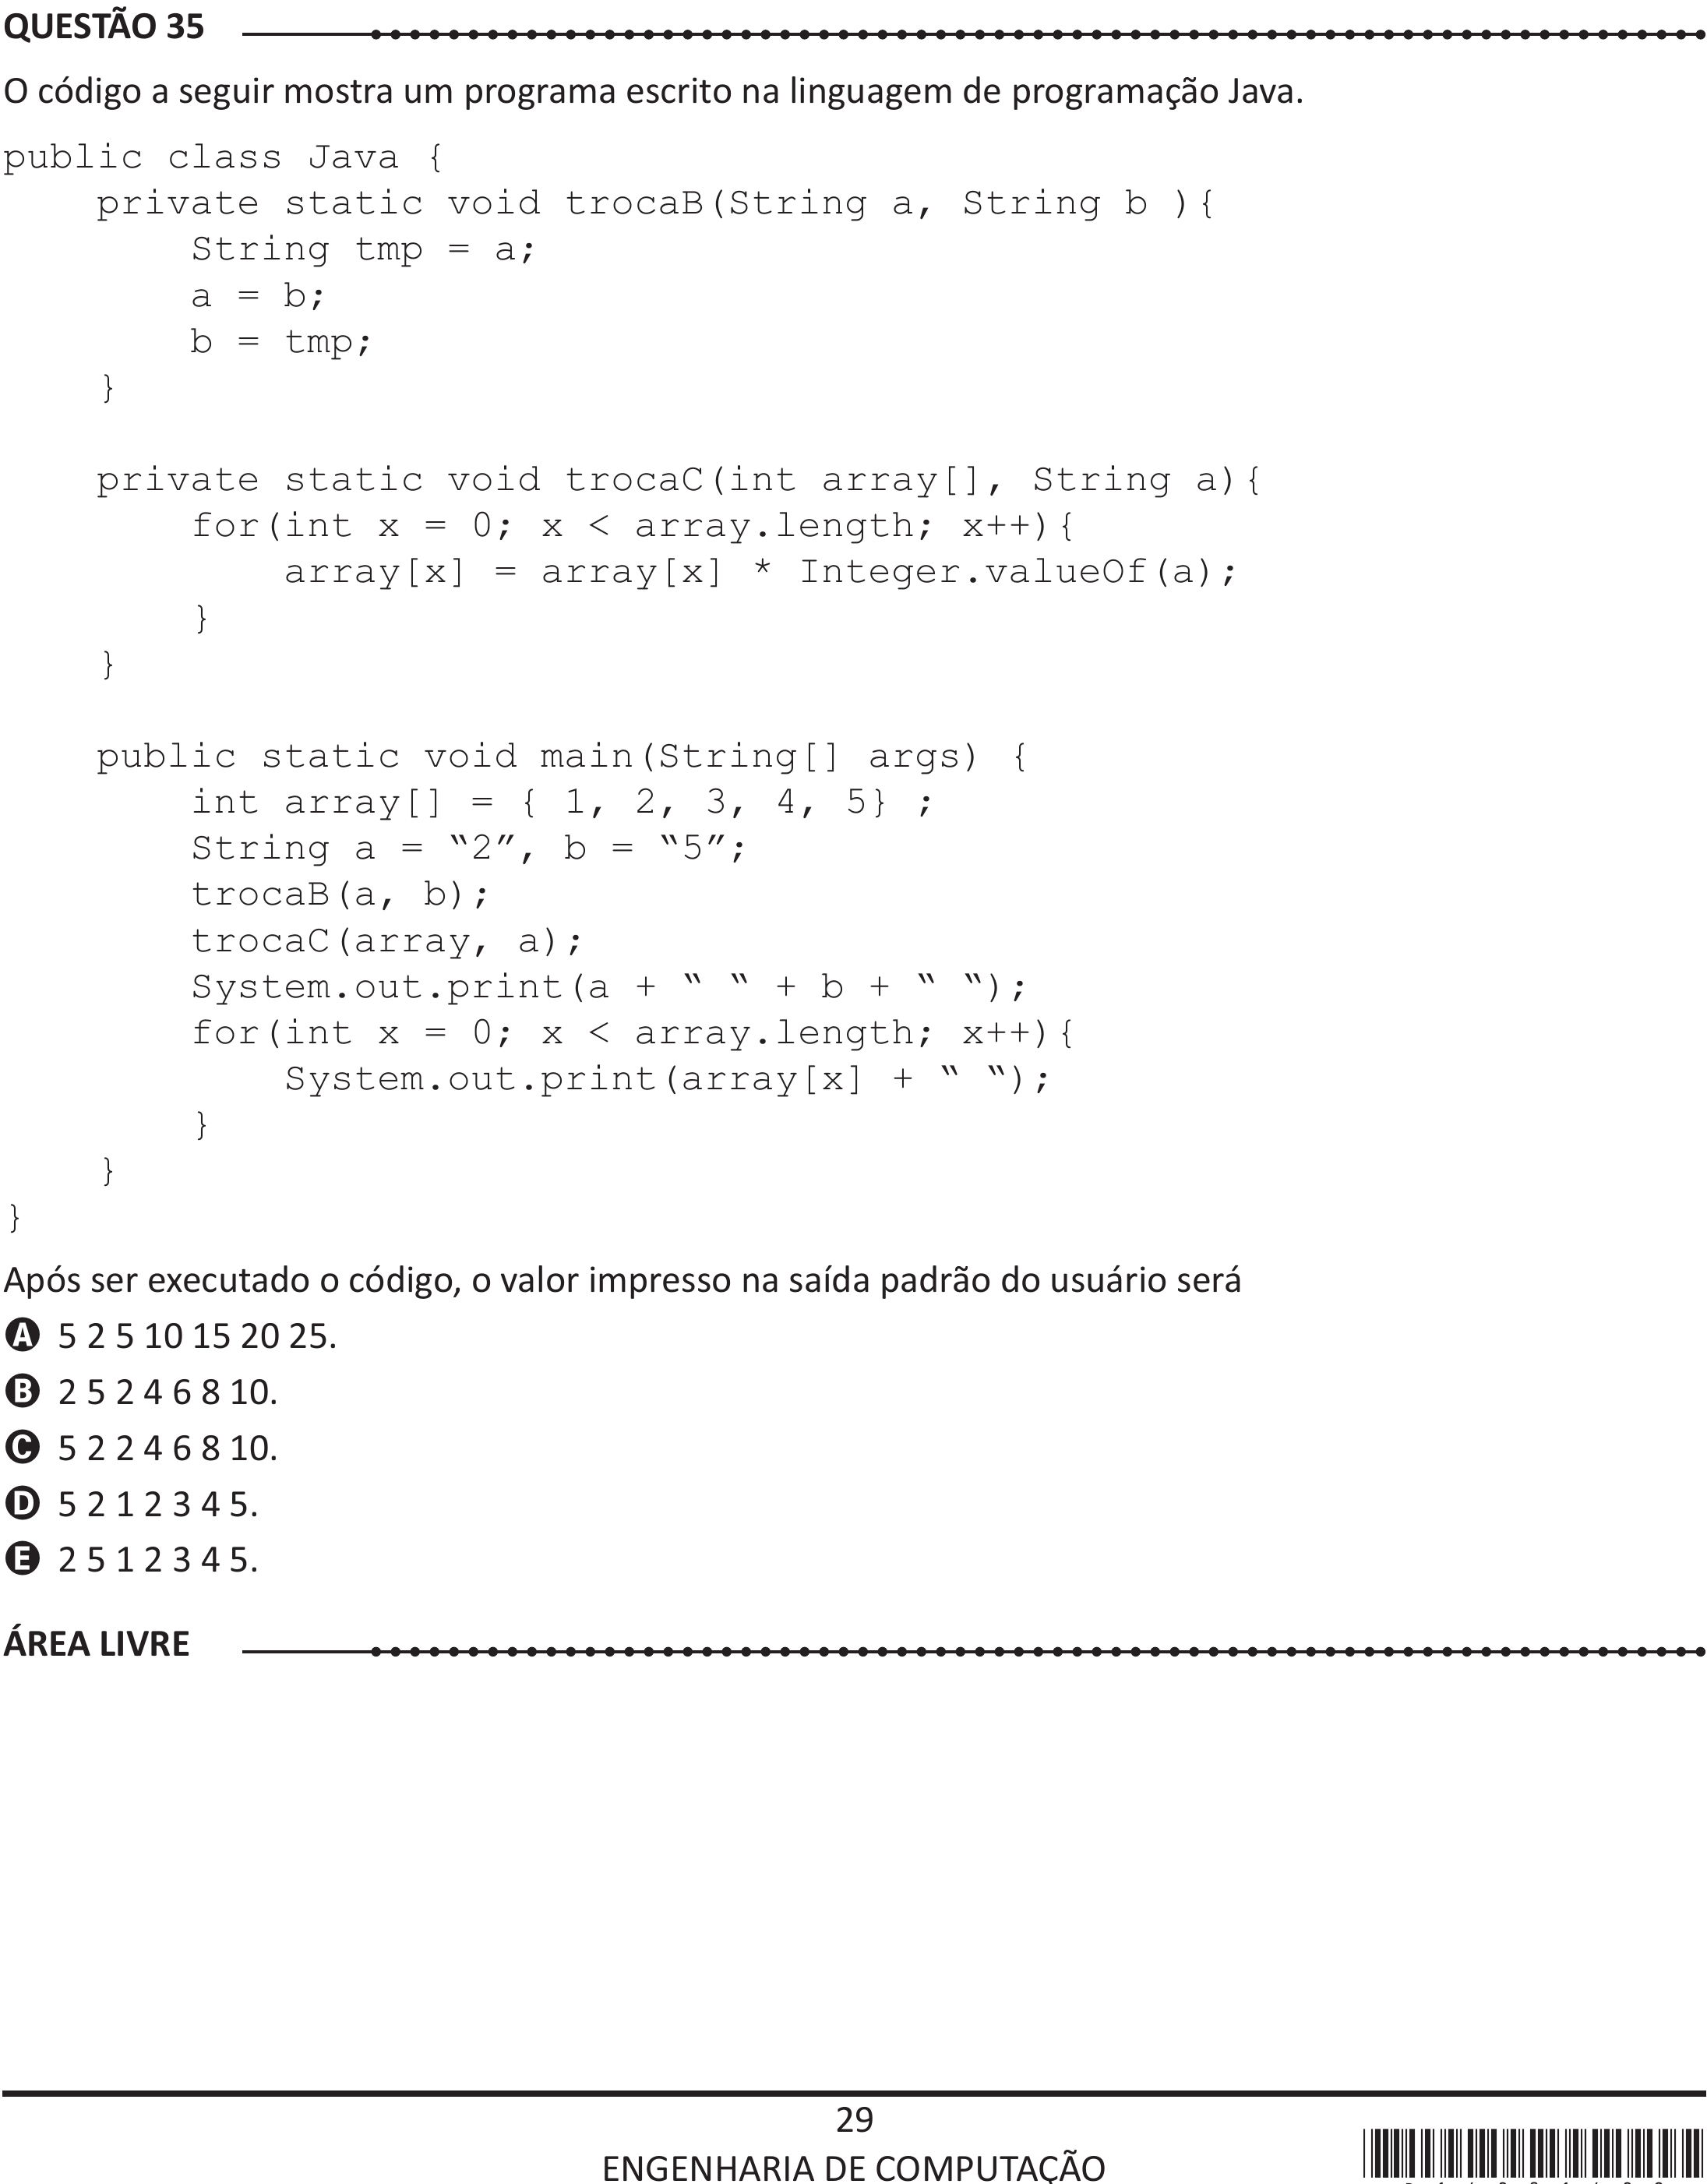 QUESTÃO 35
O código a seguir mostra um programa escrito na linguagem de programação Java.
public class Java {
    private static void trocaB(String a, String b ){
        String tmp = a;
        a = b;
        b = tmp;
    }
    private static void trocaC(int array[], String a){
        for(int x = 0; x < array.length; x++){
            array[x] = array[x] * Integer.valueOf(a);
        }
    }
    public static void main(String[] args) {
        int array[] = { 1, 2, 3, 4, 5} ;
        String a = “2”, b = “5”;
        trocaB(a, b);
        trocaC(array, a);
        System.out.print(a + “ “ + b + “ “);
        for(int x = 0; x < array.length; x++){
            System.out.print(array[x] + “ “);
        }
    }
}
Após ser executado o código, o valor impresso na saída padrão do usuário será
A 5 2 5 10 15 20 25.
B 2 5 2 4 6 8 10.
C 5 2 2 4 6 8 10.
D 5 2 1 2 3 4 5.
E 2 5 1 2 3 4 5.
ÁREA LIVRE
29
ENGENHARIA DE COMPUTAÇÃO